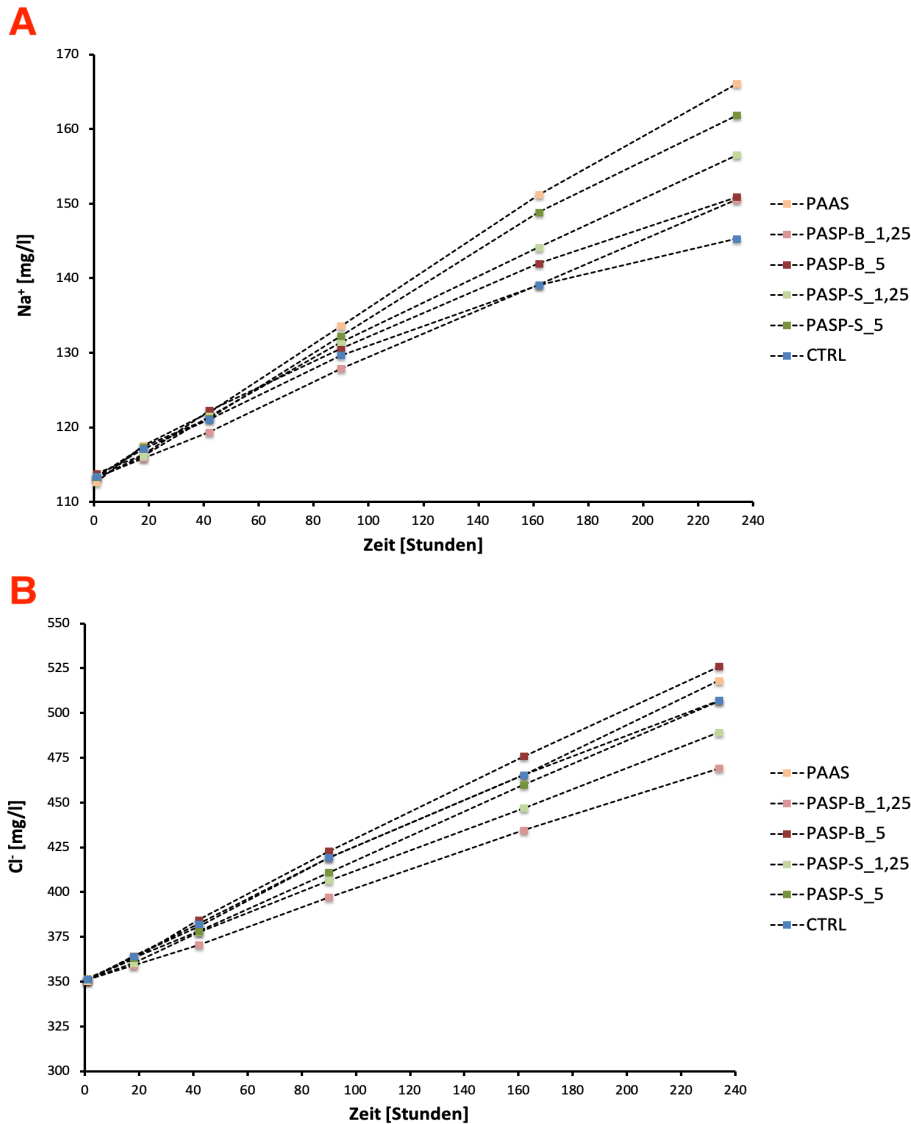 A
170
160
150
140
130
120
110
Na⁺ [mg/l]
0 20 40 60 80 100 120 140 160 180 200 220 240
Zeit [Stunden]
PAAS
PASP-B_1,25
PASP-B_5
PASP-S_1,25
PASP-S_5
CTRL
B
550
525
500
475
450
425
400
375
350
325
300
Cl⁻ [mg/l]
0 20 40 60 80 100 120 140 160 180 200 220 240
Zeit [Stunden]
PAAS
PASP-B_1,25
PASP-B_5
PASP-S_1,25
PASP-S_5
CTRL